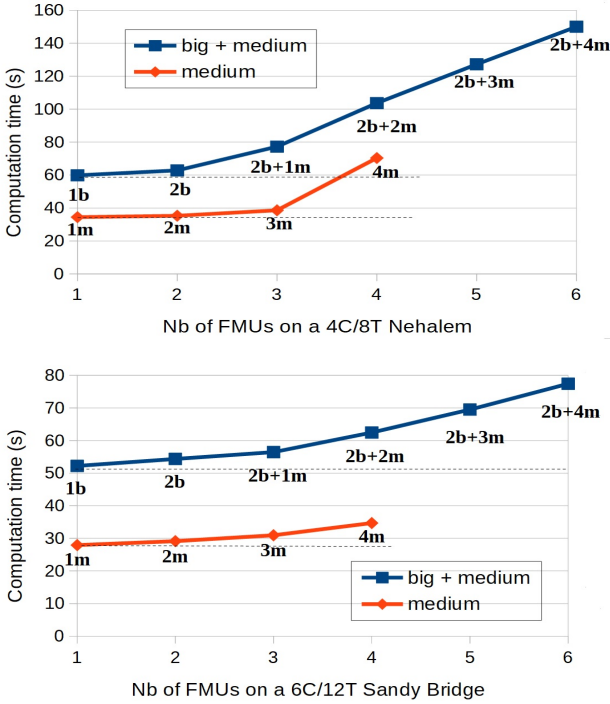 160
140
120
100
80
60
40
20
0
Computation time (s)
big + medium
medium
1b
2b
2b+1m
2b+2m
2b+3m
2b+4m
1m
2m
3m
4m
1 2 3 4 5 6
Nb of FMUs on a 4C/8T Nehalem
80
70
60
50
40
30
20
10
0
Computation time (s)
1b
2b
2b+1m
2b+2m
2b+3m
2b+4m
1m
2m
3m
4m
big + medium
medium
1 2 3 4 5 6
Nb of FMUs on a 6C/12T Sandy Bridge